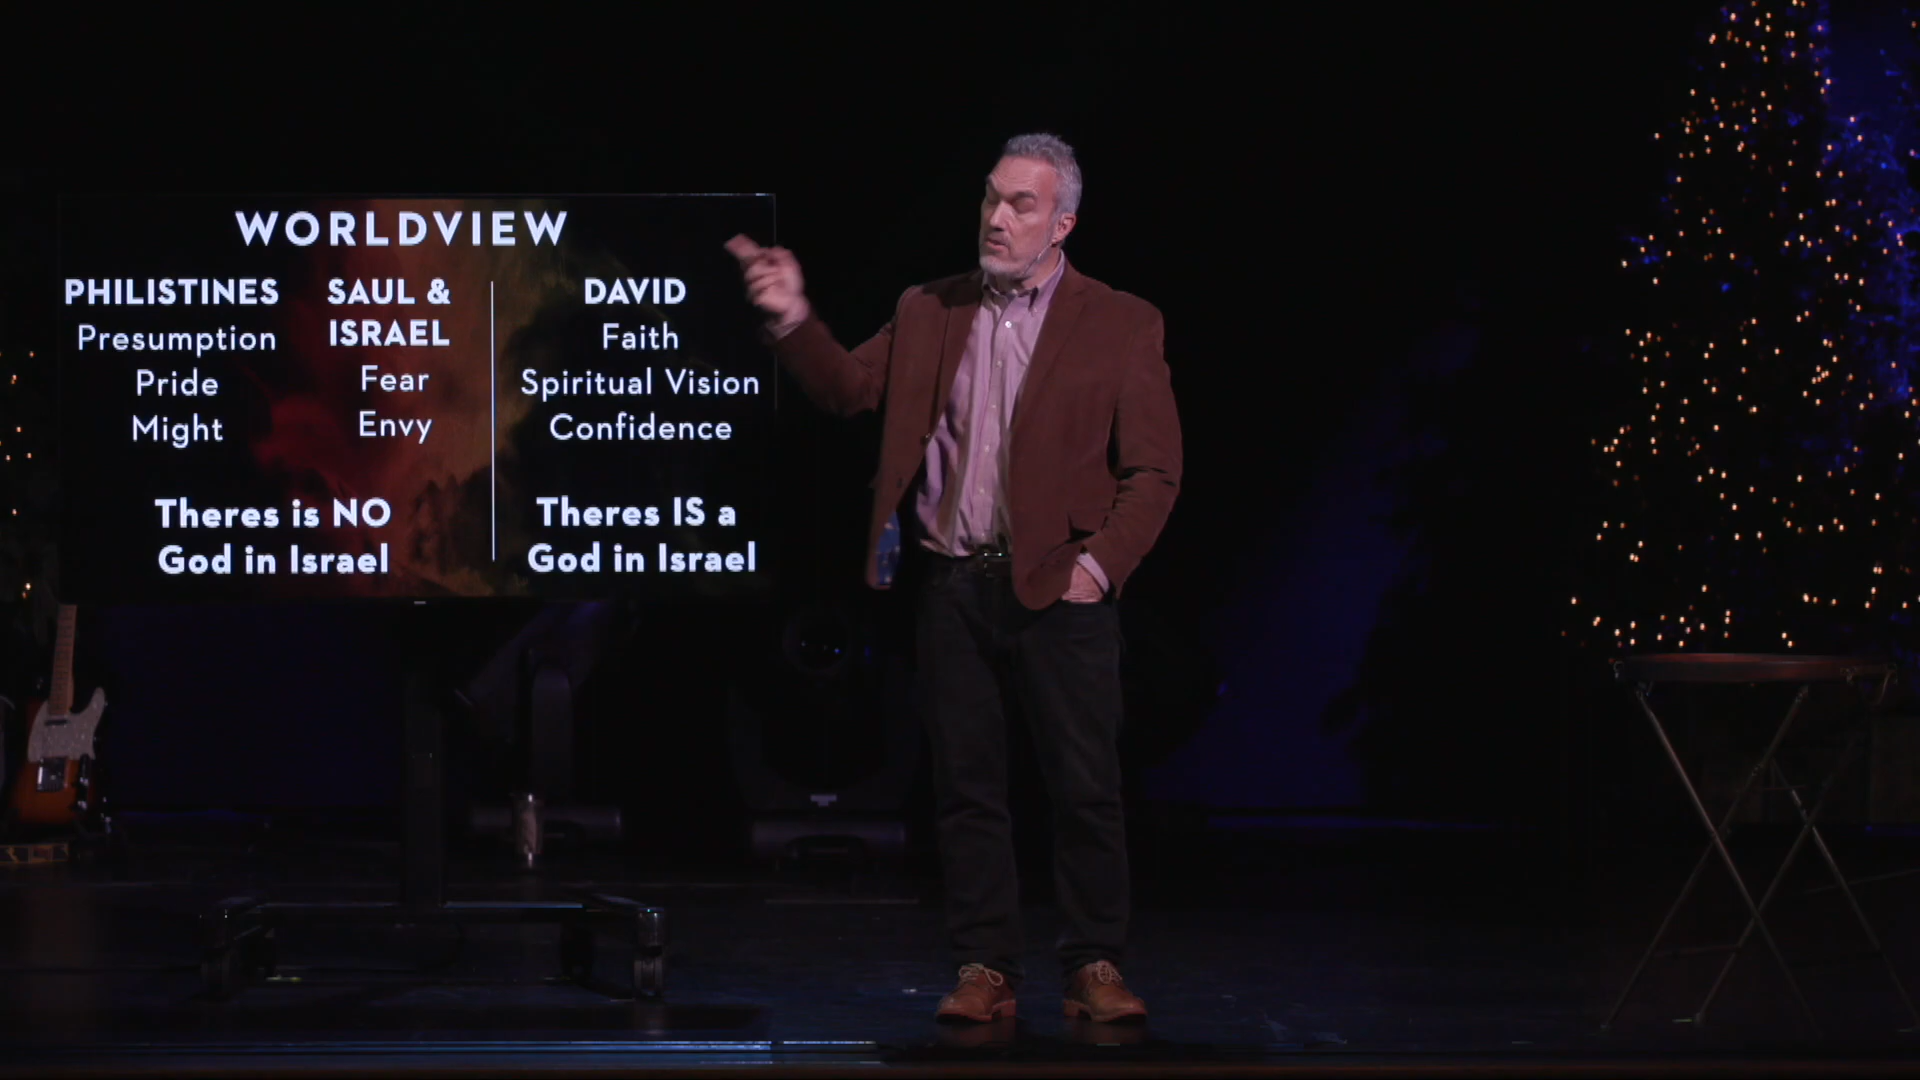 WORLDVIEW
PHILISTINES
Presumption
Pride
Might
SAUL &
ISRAEL
Fear
Envy
Theres is NO
God in Israel
DAVID
Faith
Spiritual Vision
Confidence
Theres IS a
God in Israel